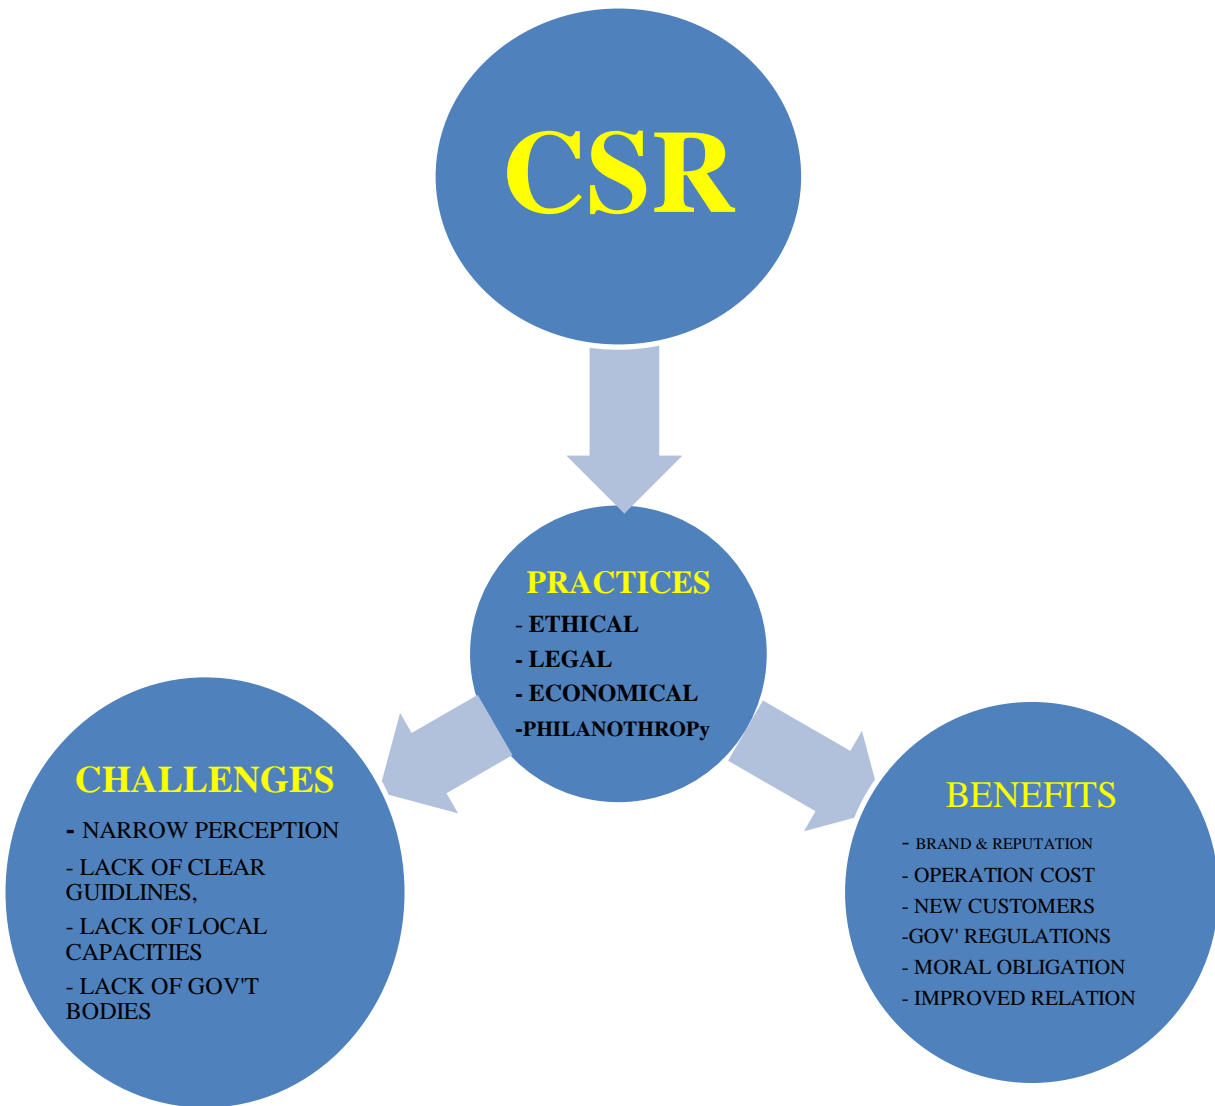 CSR
PRACTICES
- ETHICAL
- LEGAL
- ECONOMICAL
-PHILANOTHROPy
CHALLENGES
- NARROW PERCEPTION
- LACK OF CLEAR
GUIDLINES,
- LACK OF LOCAL
CAPACITIES
- LACK OF GOV'T
BODIES
BENEFITS
- BRAND & REPUTATION
- OPERATION COST
- NEW CUSTOMERS
-GOV' REGULATIONS
- MORAL OBLIGATION
- IMPROVED RELATION